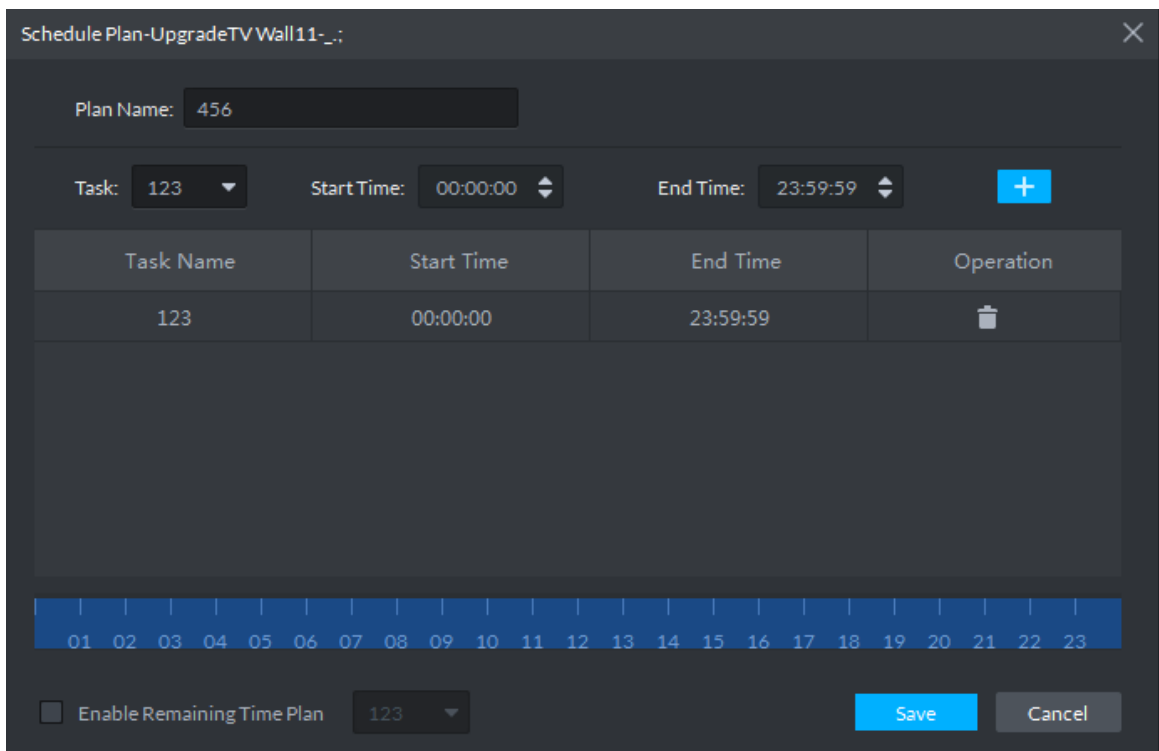 Schedule Plan-UpgradeTV Wall11-_.;
Plan Name: 456
Task: 123 Start Time: 00:00:00 End Time: 23:59:59 +
Task Name Start Time End Time Operation
123 00:00:00 23:59:59
01 02 03 04 05 06 07 08 09 10 11 12 13 14 15 16 17 18 19 20 21 22 23
Enable Remaining Time Plan 123 Save Cancel